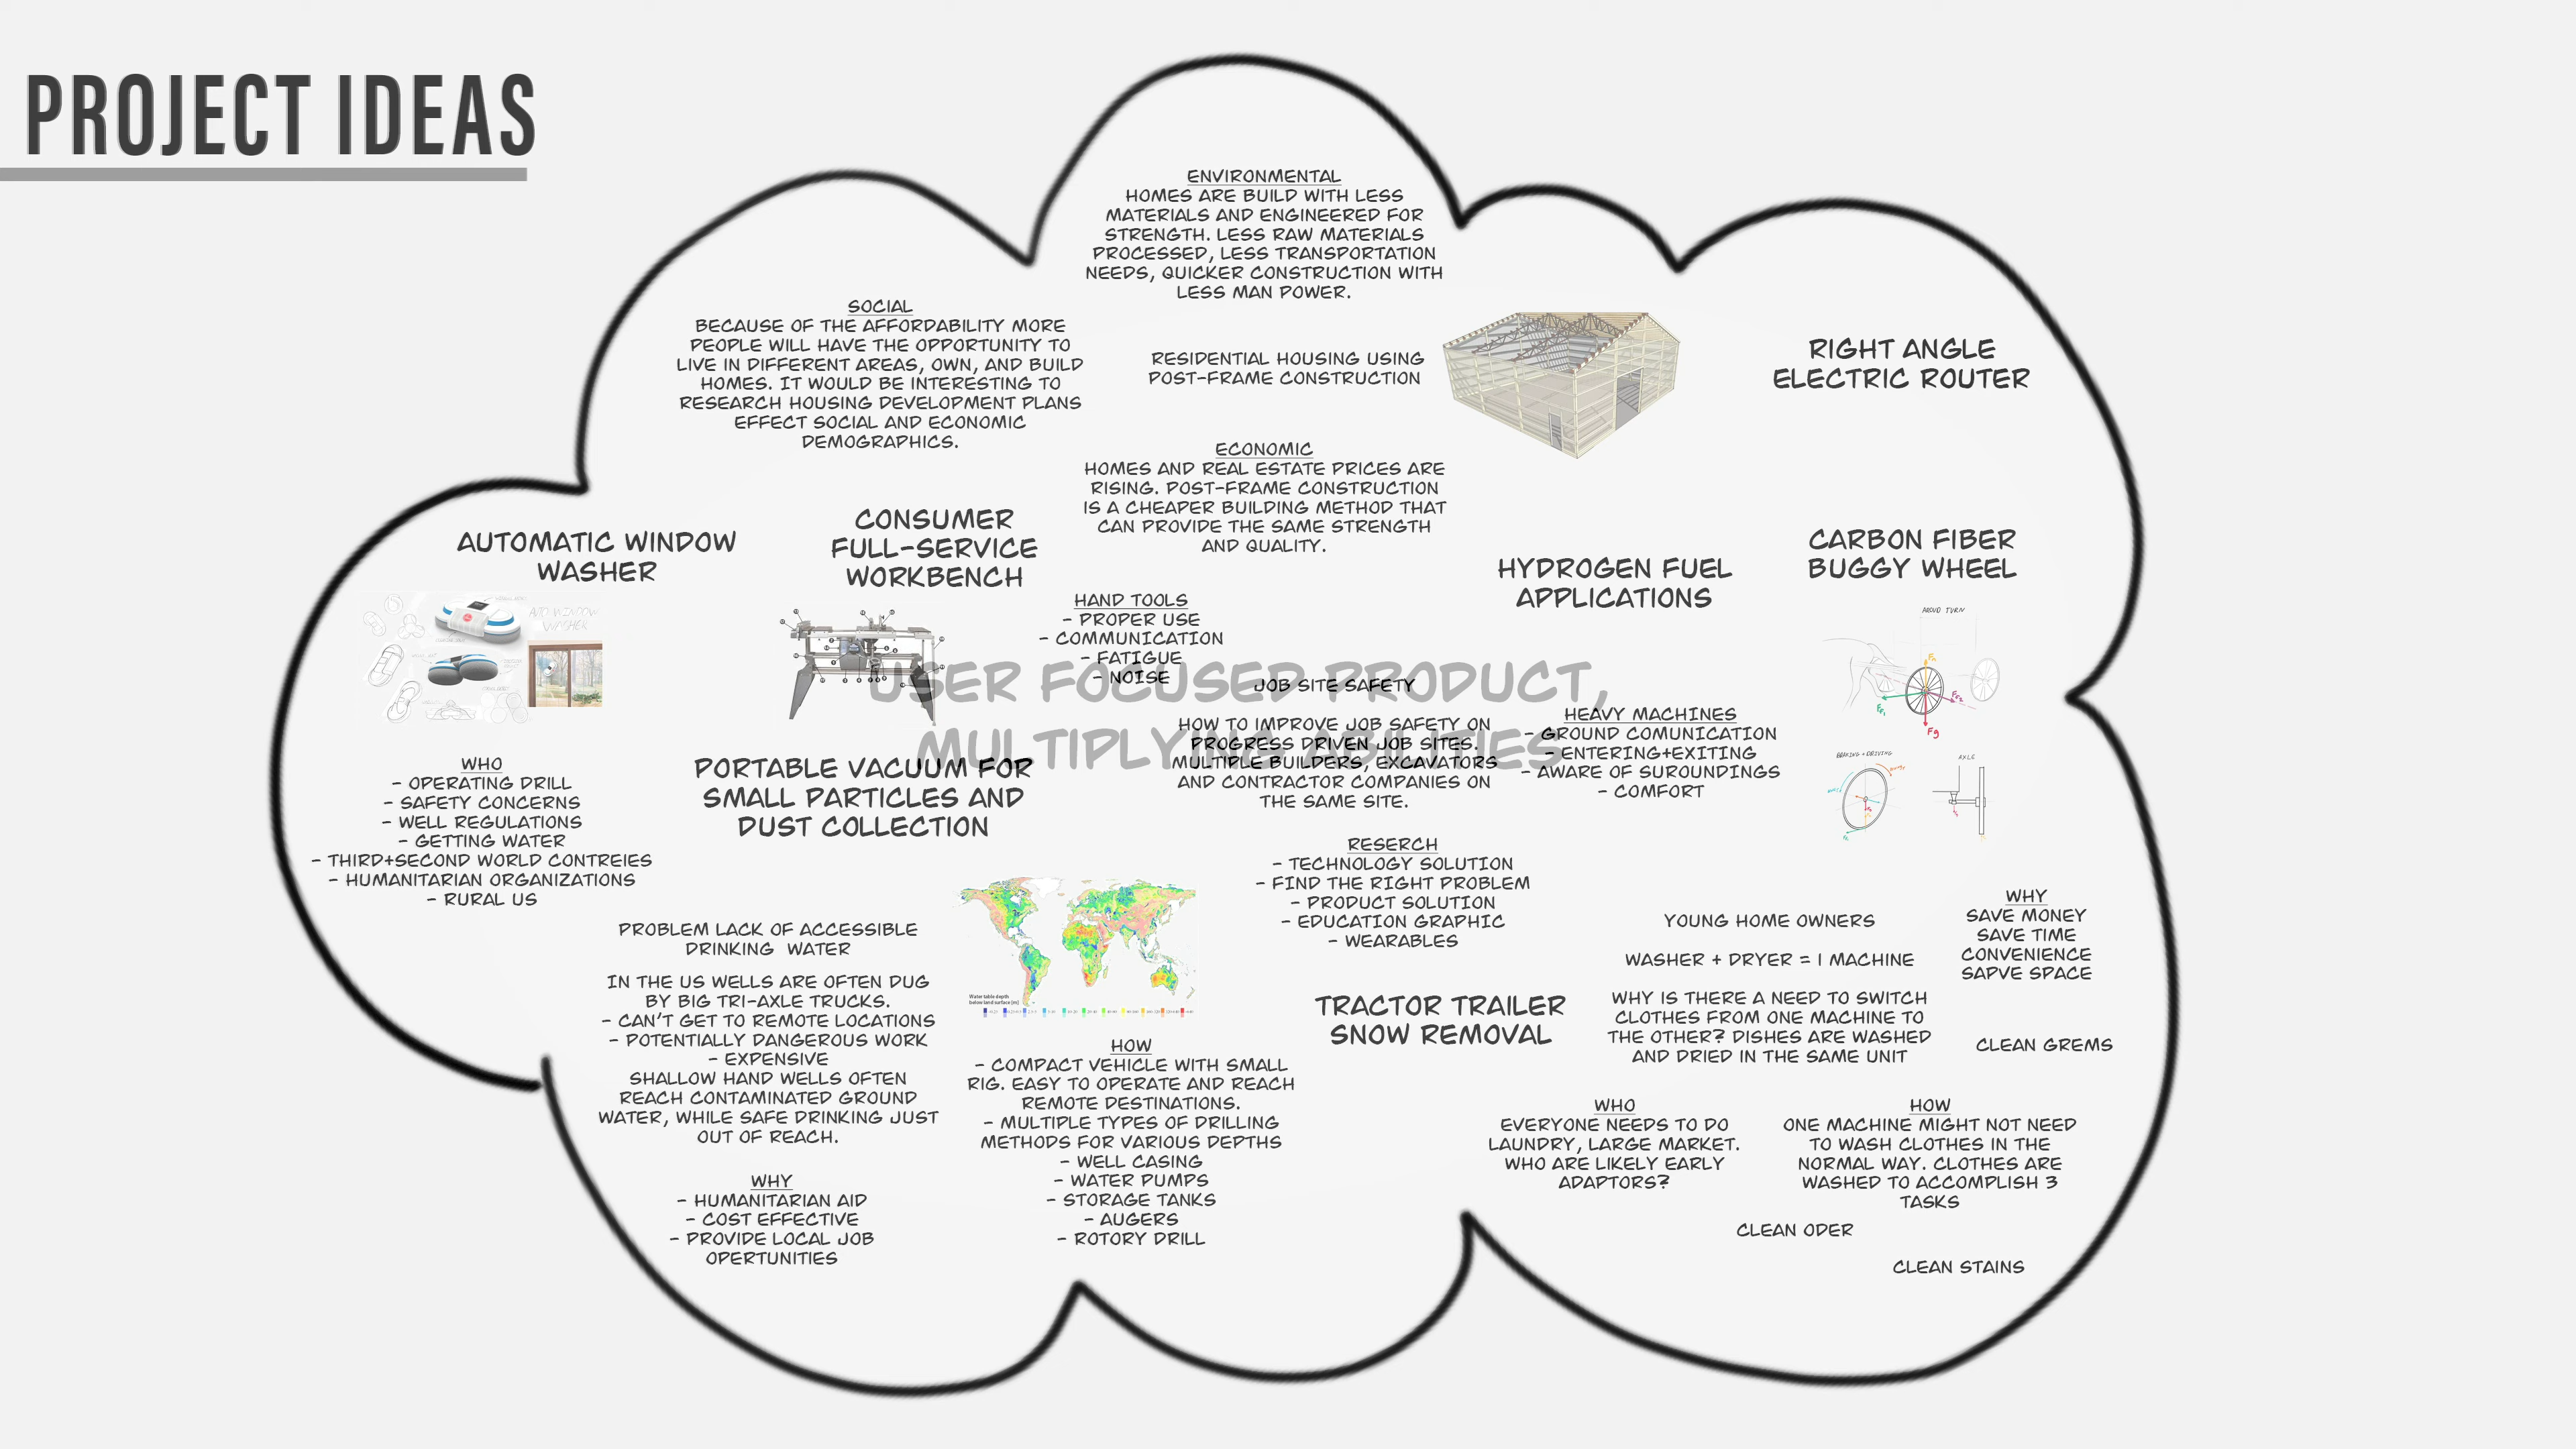 PROJECT IDEAS
ENVIRONMENTAL
HOMES ARE BUILD WITH LESS
MATERIALS AND ENGINEERED FOR
STRENGTH. LESS RAW MATERIALS
PROCESSED, LESS TRANSPORTATION
NEEDS, QUICKER CONSTRUCTION WITH
LESS MAN POWER.
SOCIAL
BECAUSE OF THE AFFORDABILITY MORE
PEOPLE WILL HAVE THE OPPORTUNITY TO
LIVE IN DIFFERENT AREAS, OWN, AND BUILD
HOMES. IT WOULD BE INTERESTING TO
RESEARCH HOUSING DEVELOPMENT PLANS
EFFECT SOCIAL AND ECONOMIC
DEMOGRAPHICS.
RESIDENTIAL HOUSING USING
POST-FRAME CONSTRUCTION
RIGHT ANGLE
ELECTRIC ROUTER
ECONOMIC
HOMES AND REAL ESTATE PRICES ARE
RISING. POST-FRAME CONSTRUCTION
IS A CHEAPER BUILDING METHOD THAT
CAN PROVIDE THE SAME STRENGTH
AND QUALITY.
AUTOMATIC WINDOW
WASHER
AUTO WINDOW
WASHER
CONSUMER
FULL-SERVICE
WORKBENCH
HYDROGEN FUEL
APPLICATIONS
CARBON FIBER
BUGGY WHEEL
AROUD TURN
BRAKING + DRIVING
AXLE
HAND TOOLS
- PROPER USE
- COMMUNICATION
- FATIGUE
- NOISE
USER FOCUSED PRODUCT,
MULTIPLYING ABILITIES
JOB SITE SAFETY
HOW TO IMPROVE JOB SAFETY ON
PROGRESS DRIVEN JOB SITES.
MULTIPLE BUILDERS, EXCAVATORS
AND CONTRACTOR COMPANIES ON
THE SAME SITE.
HEAVY MACHINES
- GROUND COMUNICATION
- ENTERING+EXITING
- AWARE OF SUROUNDINGS
- COMFORT
WHO
- OPERATING DRILL
- SAFETY CONCERNS
- WELL REGULATIONS
- GETTING WATER
- THIRD+SECOND WORLD CONTREIES
- HUMANITARIAN ORGANIZATIONS
- RURAL US
PORTABLE VACUUM FOR
SMALL PARTICLES AND
DUST COLLECTION
RESERCH
- TECHNOLOGY SOLUTION
- FIND THE RIGHT PROBLEM
- PRODUCT SOLUTION
- EDUCATION GRAPHIC
- WEARABLES
PROBLEM LACK OF ACCESSIBLE
DRINKING WATER
IN THE US WELLS ARE OFTEN DUG
BY BIG TRI-AXLE TRUCKS.
- CAN'T GET TO REMOTE LOCATIONS
- POTENTIALLY DANGEROUS WORK
- EXPENSIVE
SHALLOW HAND WELLS OFTEN
REACH CONTAMINATED GROUND
WATER, WHILE SAFE DRINKING JUST
OUT OF REACH.
Water table depth
below land surface [m]
WHY
- HUMANITARIAN AID
- COST EFFECTIVE
- PROVIDE LOCAL JOB
OPERTUNITIES
HOW
- COMPACT VEHICLE WITH SMALL
RIG. EASY TO OPERATE AND REACH
REMOTE DESTINATIONS.
- MULTIPLE TYPES OF DRILLING
METHODS FOR VARIOUS DEPTHS
- WELL CASING
- WATER PUMPS
- STORAGE TANKS
- AUGERS
- ROTORY DRILL
TRACTOR TRAILER
SNOW REMOVAL
YOUNG HOME OWNERS
WASHER + DRYER = 1 MACHINE
WHY IS THERE A NEED TO SWITCH
CLOTHES FROM ONE MACHINE TO
THE OTHER? DISHES ARE WASHED
AND DRIED IN THE SAME UNIT
WHY
SAVE MONEY
SAVE TIME
CONVENIENCE
SAPVE SPACE
CLEAN GREMS
WHO
EVERYONE NEEDS TO DO
LAUNDRY, LARGE MARKET.
WHO ARE LIKELY EARLY
ADAPTORS?
HOW
ONE MACHINE MIGHT NOT NEED
TO WASH CLOTHES IN THE
NORMAL WAY. CLOTHES ARE
WASHED TO ACCOMPLISH 3
TASKS
CLEAN ODER
CLEAN STAINS